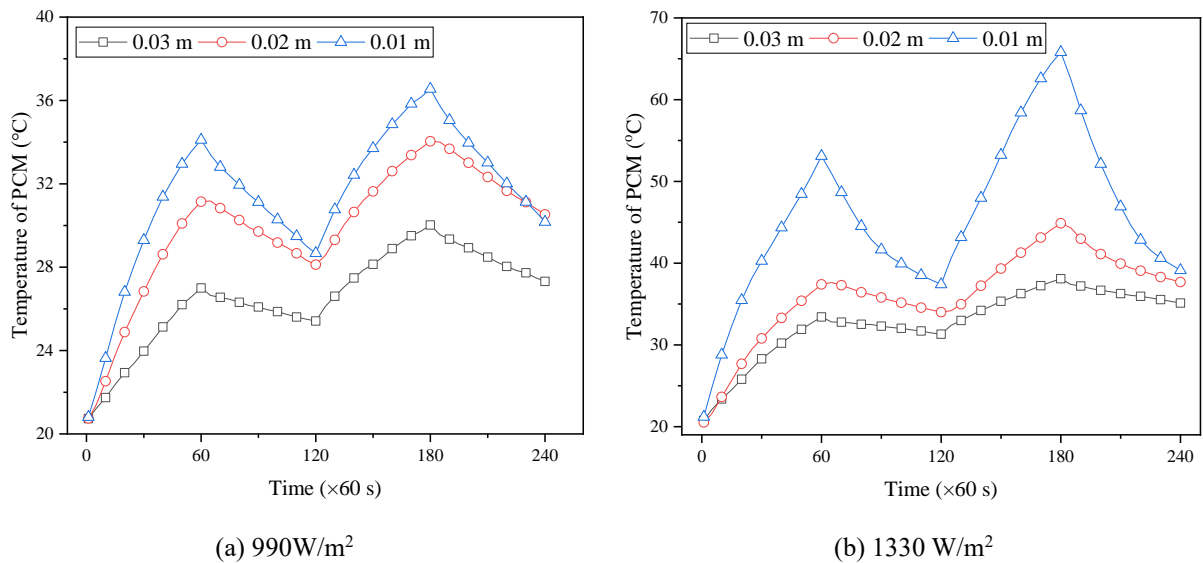 40
36
32
28
24
20
Temperature of PCM (°C)
0.03 m 0.02 m 0.01 m
0 60 120 180 240
Time (×60 s)
(a) 990W/m²
70
60
50
40
30
20
Temperature of PCM (°C)
0.03 m 0.02 m 0.01 m
0 60 120 180 240
Time (×60 s)
(b) 1330 W/m²